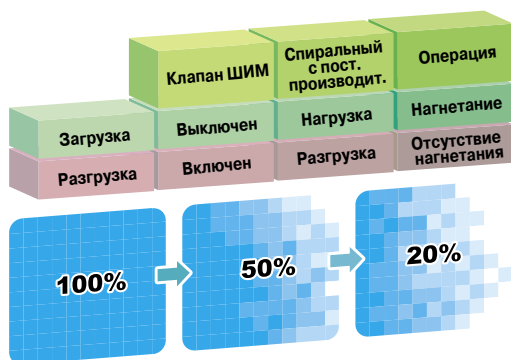 Клапан ШИМ
Спиральный
с пост.
производит.
Операция
Загрузка
Выключен
Нагрузка
Нагнетание
Разгрузка
Включен
Разгрузка
Отсутствие
нагнетания
100%
50%
20%